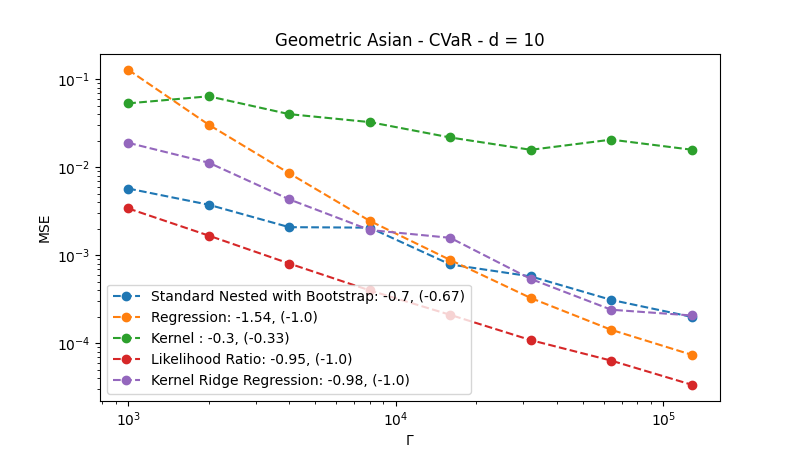 Geometric Asian - CVaR - d = 10
MSE
10⁻¹
10⁻²
10⁻³
10⁻⁴
Standard Nested with Bootstrap: -0.7, (-0.67)
Regression: -1.54, (-1.0)
Kernel : -0.3, (-0.33)
Likelihood Ratio: -0.95, (-1.0)
Kernel Ridge Regression: -0.98, (-1.0)
10³ 10⁴ 10⁵
Γ